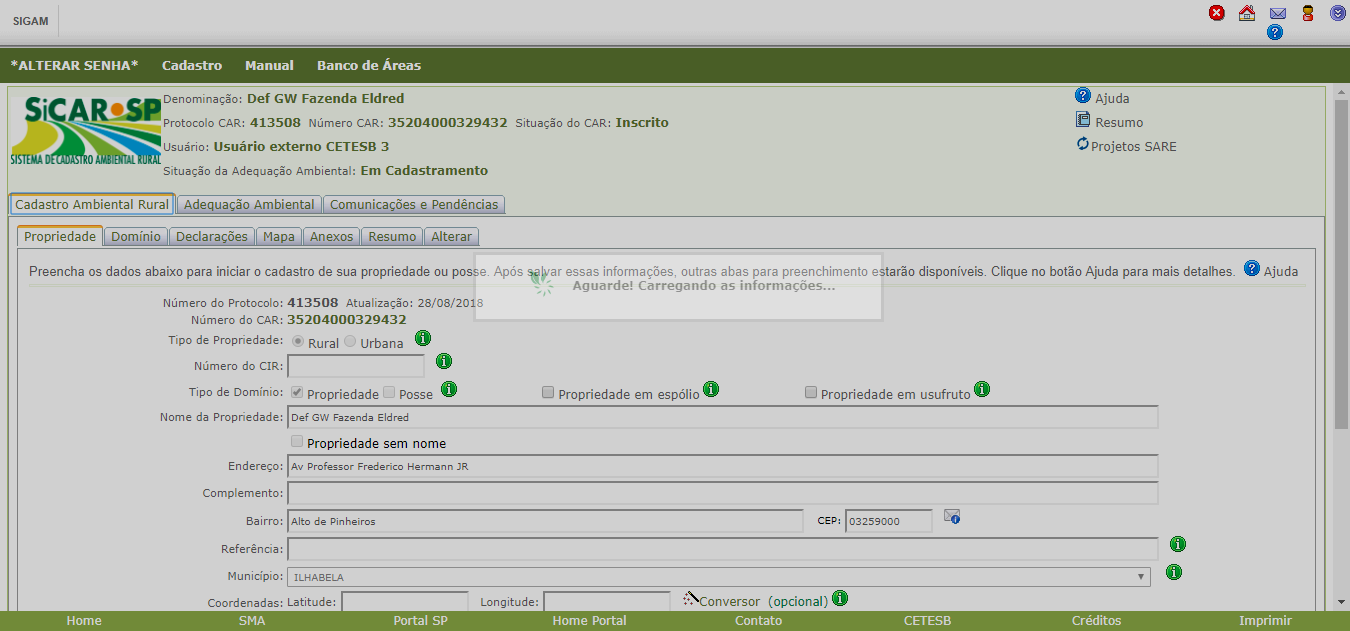 SIGAM
*ALTERAR SENHA* Cadastro Manual Banco de Áreas
SiCAR SP
SISTEMA DE CADASTRO AMBIENTAL RURAL
Denominação: Def GW Fazenda Eldred
Protocolo CAR: 413508 Número CAR: 35204000329432 Situação do CAR: Inscrito
Usuário: Usuário externo CETESB 3
Situação da Adequação Ambiental: Em Cadastramento
Ajuda
Resumo
Projetos SARE
Cadastro Ambiental Rural Adequação Ambiental Comunicações e Pendências
Propriedade Domínio Declarações Mapa Anexos Resumo Alterar
Preencha os dados abaixo para iniciar o cadastro de sua propriedade ou posse. Após salvar essas informações, outras abas para preenchimento estarão disponíveis. Clique no botão Ajuda para mais detalhes. Ajuda
Aguarde! Carregando as informações...
Número do Protocolo: 413508 Atualização: 28/08/2018
Número do CAR: 35204000329432
Tipo de Propriedade: Rural Urbana
Número do CIR:
Tipo de Domínio: Propriedade Posse Propriedade em espólio Propriedade em usufruto
Nome da Propriedade: Def GW Fazenda Eldred
Propriedade sem nome
Endereço: Av Professor Frederico Hermann JR
Complemento:
Bairro: Alto de Pinheiros CEP: 03259000
Referência:
Município: ILHABELA
Coordenadas: Latitude: Longitude: Conversor (opcional)
Home SMA Portal SP Home Portal Contato CETESB Créditos Imprimir